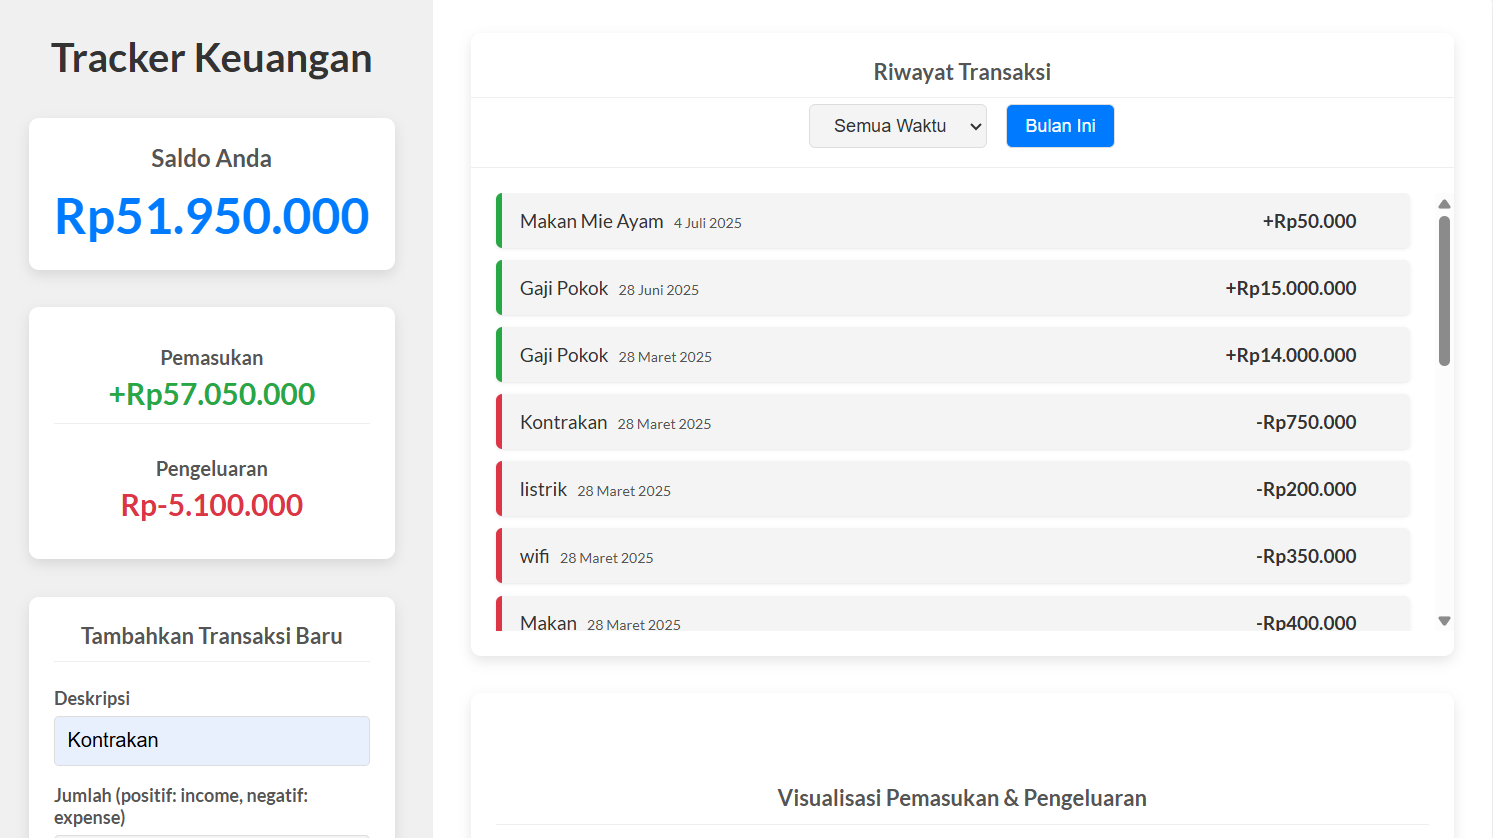 Tracker Keuangan
Saldo Anda
Rp51.950.000
Pemasukan
+Rp57.050.000
Pengeluaran
Rp-5.100.000
Tambahkan Transaksi Baru
Deskripsi
Kontrakan
Jumlah (positif: income, negatif:
expense)
Riwayat Transaksi
Semua Waktu Bulan Ini
Makan Mie Ayam 4 Juli 2025 +Rp50.000
Gaji Pokok 28 Juni 2025 +Rp15.000.000
Gaji Pokok 28 Maret 2025 +Rp14.000.000
Kontrakan 28 Maret 2025 -Rp750.000
listrik 28 Maret 2025 -Rp200.000
wifi 28 Maret 2025 -Rp350.000
Makan 28 Maret 2025 -Rp400.000
Visualisasi Pemasukan & Pengeluaran